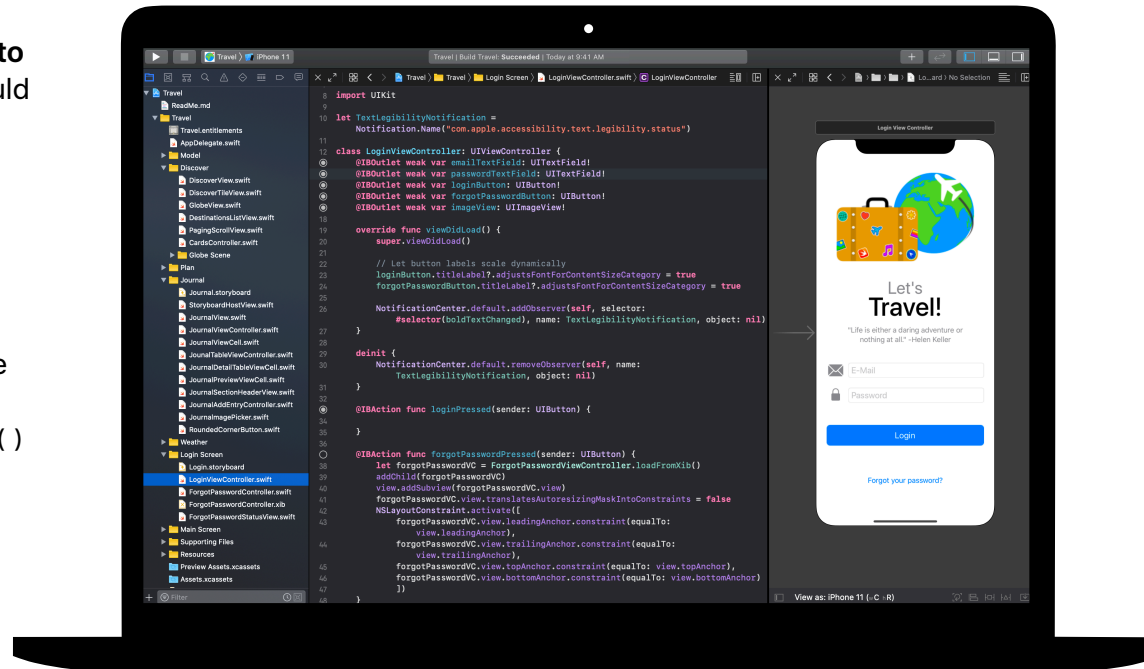 to
uld
e
()
Travel 〉 iPhone 11
Travel | Build Travel: Succeeded | Today at 9:41 AM
Travel
ReadMe.md
Travel
Travel.entitlements
AppDelegate.swift
Model
Discover
DiscoverView.swift
DiscoverTileView.swift
GlobeView.swift
DestinationsListView.swift
PagingScrollView.swift
CardsController.swift
Globe Scene
Plan
Journal
Journal.storyboard
StoryboardHostView.swift
JournalView.swift
JournalViewController.swift
JournalViewCell.swift
JounalTableViewController.swift
JournalDetailTableViewCell.swift
JournalPreviewViewCell.swift
JournalSectionHeaderView.swift
JournalAddEntryController.swift
JournalmagePicker.swift
RoundedCornerButton.swift
Weather
Login Screen
Login.storyboard
LoginViewController.swift
ForgotPasswordController.swift
ForgotPasswordController.xib
ForgotPasswordStatusView.swift
Main Screen
Supporting Files
Resources
Preview Assets.xcassets
Assets.xcassets
Filter
Travel 〉 Travel 〉 Login Screen 〉 LoginViewController.swift 〉 C LoginViewController
8 import UIKit
9
10 let TextLegibilityNotification =
Notification.Name("com.apple.accessibility.text.legibility.status")
11
12 class LoginViewController: UIViewController {
@IBOutlet weak var emailTextField: UITextField!
@IBOutlet weak var passwordTextField: UITextField!
@IBOutlet weak var loginButton: UIButton!
@IBOutlet weak var forgotPasswordButton: UIButton!
@IBOutlet weak var imageView: UIImageView!
18
19 override func viewDidLoad() {
20 super.viewDidLoad()
21
22 // Let button labels scale dynamically
23 loginButton.titleLabel?.adjustsFontForContentSizeCategory = true
24 forgotPasswordButton.titleLabel?.adjustsFontForContentSizeCategory = true
25
26 NotificationCenter.default.addObserver(self, selector:
#selector(boldTextChanged), name: TextLegibilityNotification, object: nil)
27 }
28
29 deinit {
30 NotificationCenter.default.removeObserver(self, name:
TextLegibilityNotification, object: nil)
31 }
32
@IBAction func loginPressed(sender: UIButton) {
34
35 }
36
@IBAction func forgotPasswordPressed(sender: UIButton) {
38 let forgotPasswordVC = ForgotPasswordViewController.loadFromXib()
39 addChild(forgotPasswordVC)
40 view.addSubview(forgotPasswordVC.view)
41 forgotPasswordVC.view.translatesAutoresizingMaskIntoConstraints = false
42 NSLayoutConstraint.activate([
43 forgotPasswordVC.view.leadingAnchor.constraint(equalTo:
view.leadingAnchor),
44 forgotPasswordVC.view.trailingAnchor.constraint(equalTo:
view.trailingAnchor),
45 forgotPasswordVC.view.topAnchor.constraint(equalTo: view.topAnchor),
46 forgotPasswordVC.view.bottomAnchor.constraint(equalTo: view.bottomAnchor)
47 ])
48 }
Lo...ard 〉 No Selection
Login View Controller
Let's
Travel!
"Life is either a daring adventure or
nothing at all." –Helen Keller
E-Mail
Password
Login
Forgot your password?
View as: iPhone 11 (wC hR)